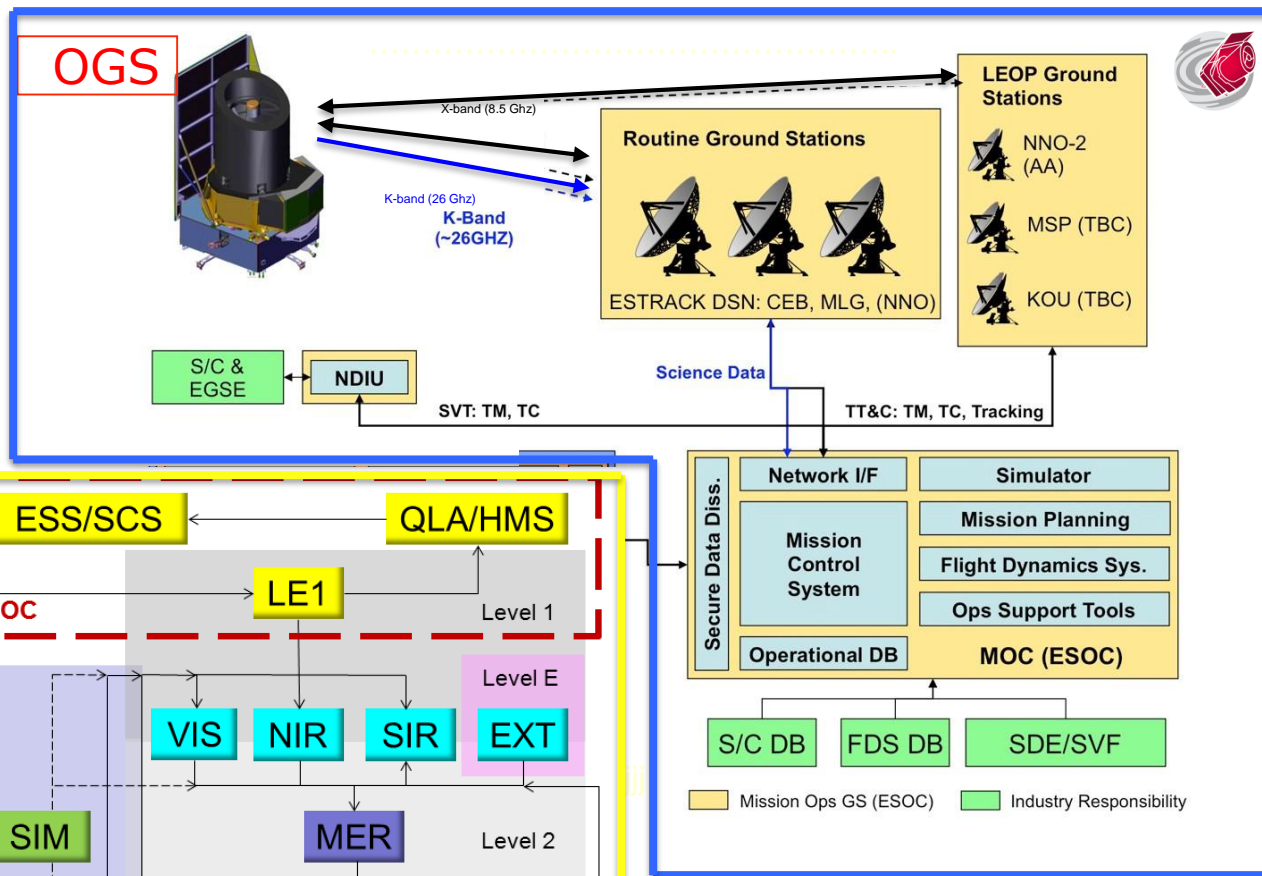 OGS
X-band (8.5 Ghz)
K-band (26 Ghz)
K-Band
(~26GHZ)
Routine Ground Stations
ESTRACK DSN: CEB, MLG, (NNO)
LEOP Ground
Stations
NNO-2
(AA)
MSP (TBC)
KOU (TBC)
S/C &
EGSE
NDIU
Science Data
SVT: TM, TC
TT&C: TM, TC, Tracking
Secure Data Diss.
Network I/F
Mission
Control
System
Operational DB
Simulator
Mission Planning
Flight Dynamics Sys.
Ops Support Tools
MOC (ESOC)
S/C DB
FDS DB
SDE/SVF
Mission Ops GS (ESOC)
Industry Responsibility
ESS/SCS
QLA/HMS
LE1
Level 1
OC
Level E
VIS
NIR
SIR
EXT
SIM
MER
Level 2